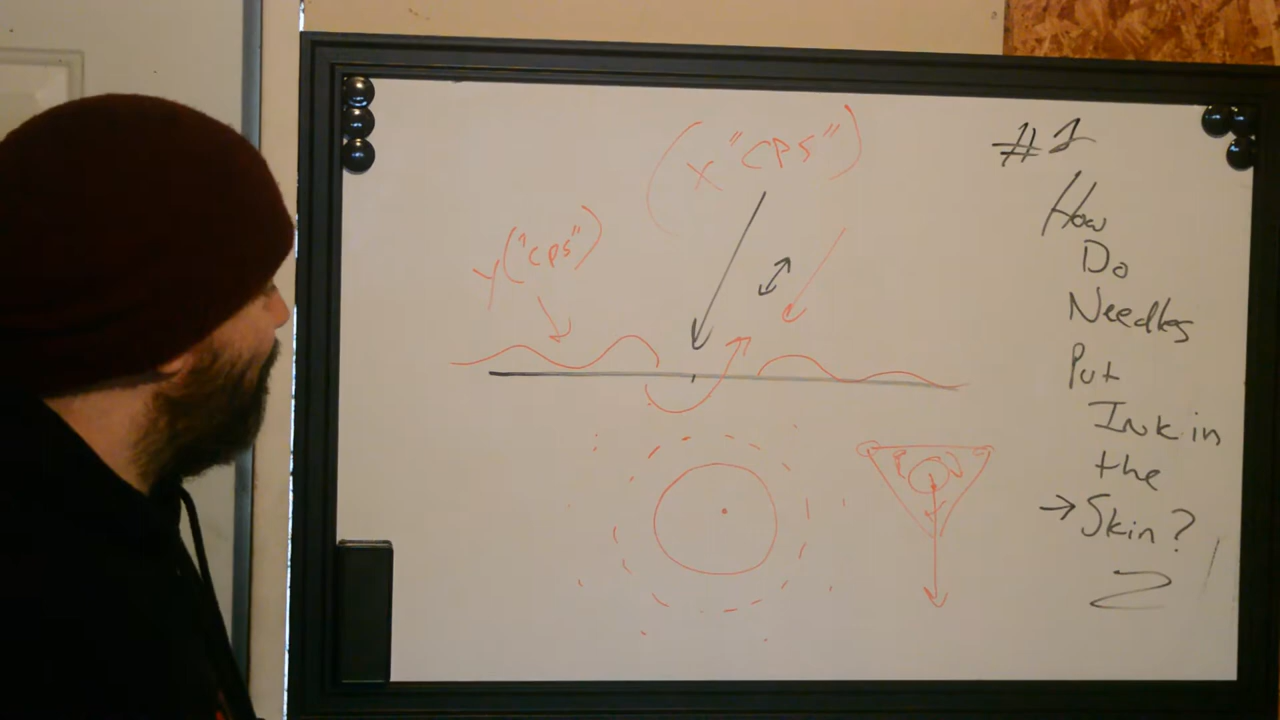 (x "cps")
y("cps")
#1
How
Do
Needles
Put
Ink in
the
→ Skin?